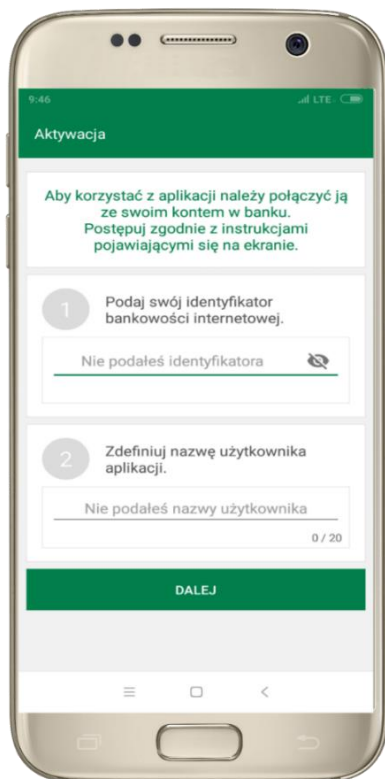 9:46
LTE
Aktywacja
Aby korzystać z aplikacji należy połączyć ją
ze swoim kontem w banku.
Postępuj zgodnie z instrukcjami
pojawiającymi się na ekranie.
1
Podaj swój identyfikator
bankowości internetowej.
Nie podałeś identyfikatora
2
Zdefiniuj nazwę użytkownika
aplikacji.
Nie podałeś nazwy użytkownika
0 / 20
DALEJ